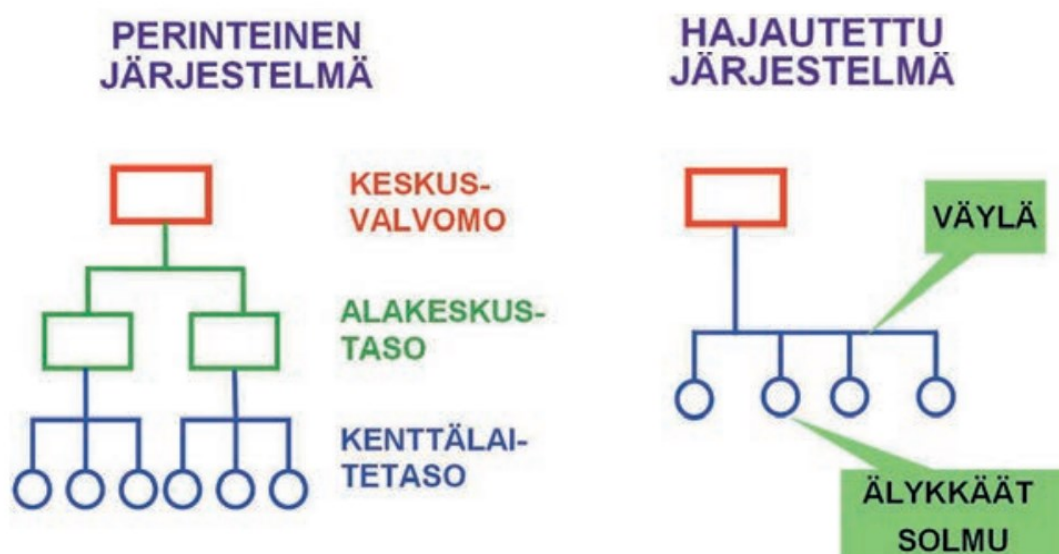 PERINTEINEN
JÄRJESTELMÄ
KESKUS-
VALVOMO
ALAKESKUS-
TASO
KENTTÄLAI-
TETASO
HAJAUTETTU
JÄRJESTELMÄ
VÄYLÄ
ÄLYKKÄÄT
SOLMU